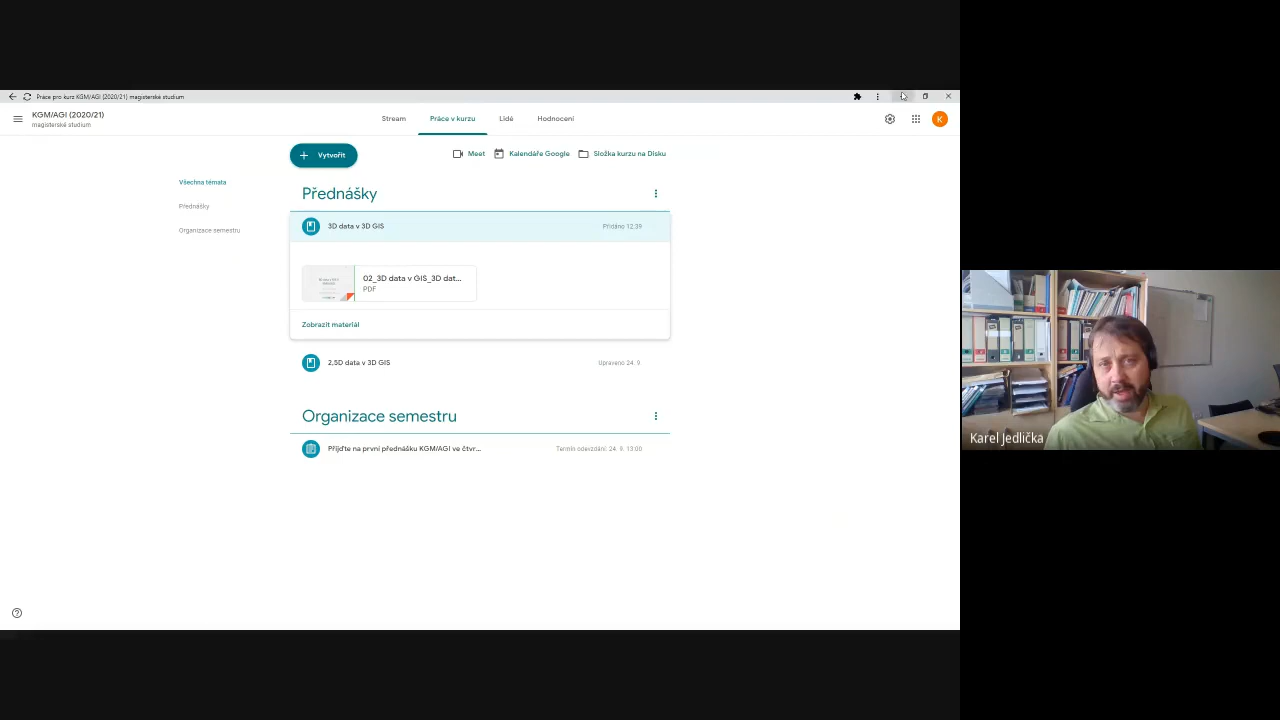 Práce pro kurz KGM/AGI (2020/21) magisterské studium
KGM/AGI (2020/21)
magisterské studium
Stream
Práce v kurzu
Lidé
Hodnocení
K
Vytvořit
Meet
Kalendáře Google
Složka kurzu na Disku
Všechna témata
Přednášky
Organizace semestru
Přednášky
3D data v 3D GIS
Přidáno 12:39
02_3D data v GIS_3D dat...
PDF
Zobrazit materiál
2,5D data v 3D GIS
Upraveno 24. 9.
Organizace semestru
Přijďte na první přednášku KGM/AGI ve čtvr...
Termín odevzdání: 24. 9. 13:00
Karel Jedlička